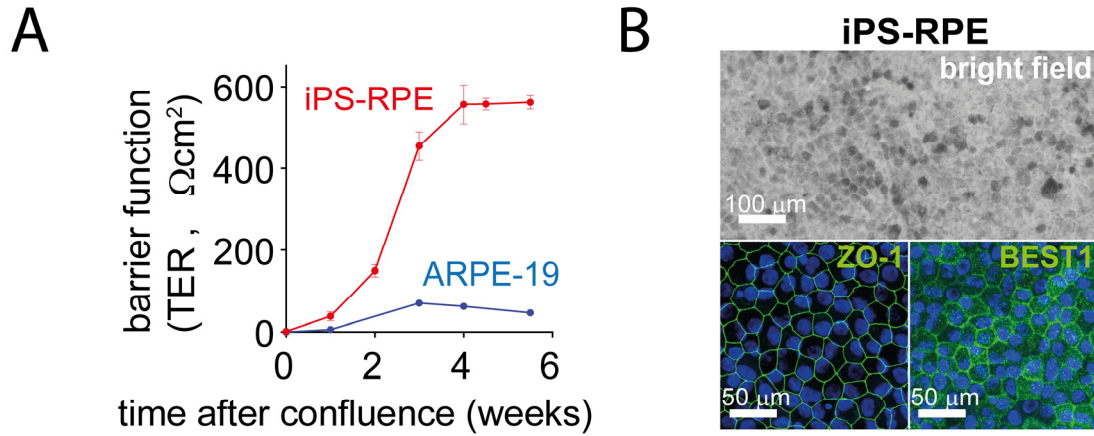 A
barrier function
(TER , Ωcm²)
600
400
200
0
iPS-RPE
ARPE-19
0 2 4 6
time after confluence (weeks)
B
iPS-RPE
bright field
100 μm
ZO-1
50 μm
BEST1
50 μm